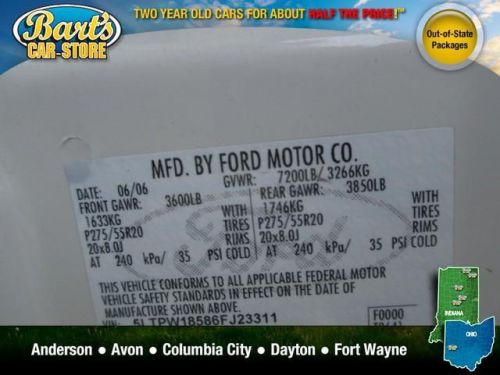 Bart's
CAR-STORE
TWO YEAR OLD CARS FOR ABOUT HALF THE PRICE!™
Out-of-State
Packages
MFD. BY FORD MOTOR CO.
DATE: 06/06 GVWR: 7200LB/ 3266KG
FRONT GAWR: 3600LB REAR GAWR: 3850LB
1633KG WITH 1746KG WITH
P275/55R20 TIRES P275/55R20 TIRES
20x8.0J RIMS 20x8.0J RIMS
AT 240 kPa/ 35 PSI COLD AT 240 kPa/ 35 PSI COLD
THIS VEHICLE CONFORMS TO ALL APPLICABLE FEDERAL MOTOR
VEHICLE SAFETY STANDARDS IN EFFECT ON THE DATE OF
MANUFACTURE SHOWN ABOVE.
VIN: 5LTPW18586FJ23311 F0000
INDIANA
OHIO
Anderson • Avon • Columbia City • Dayton • Fort Wayne